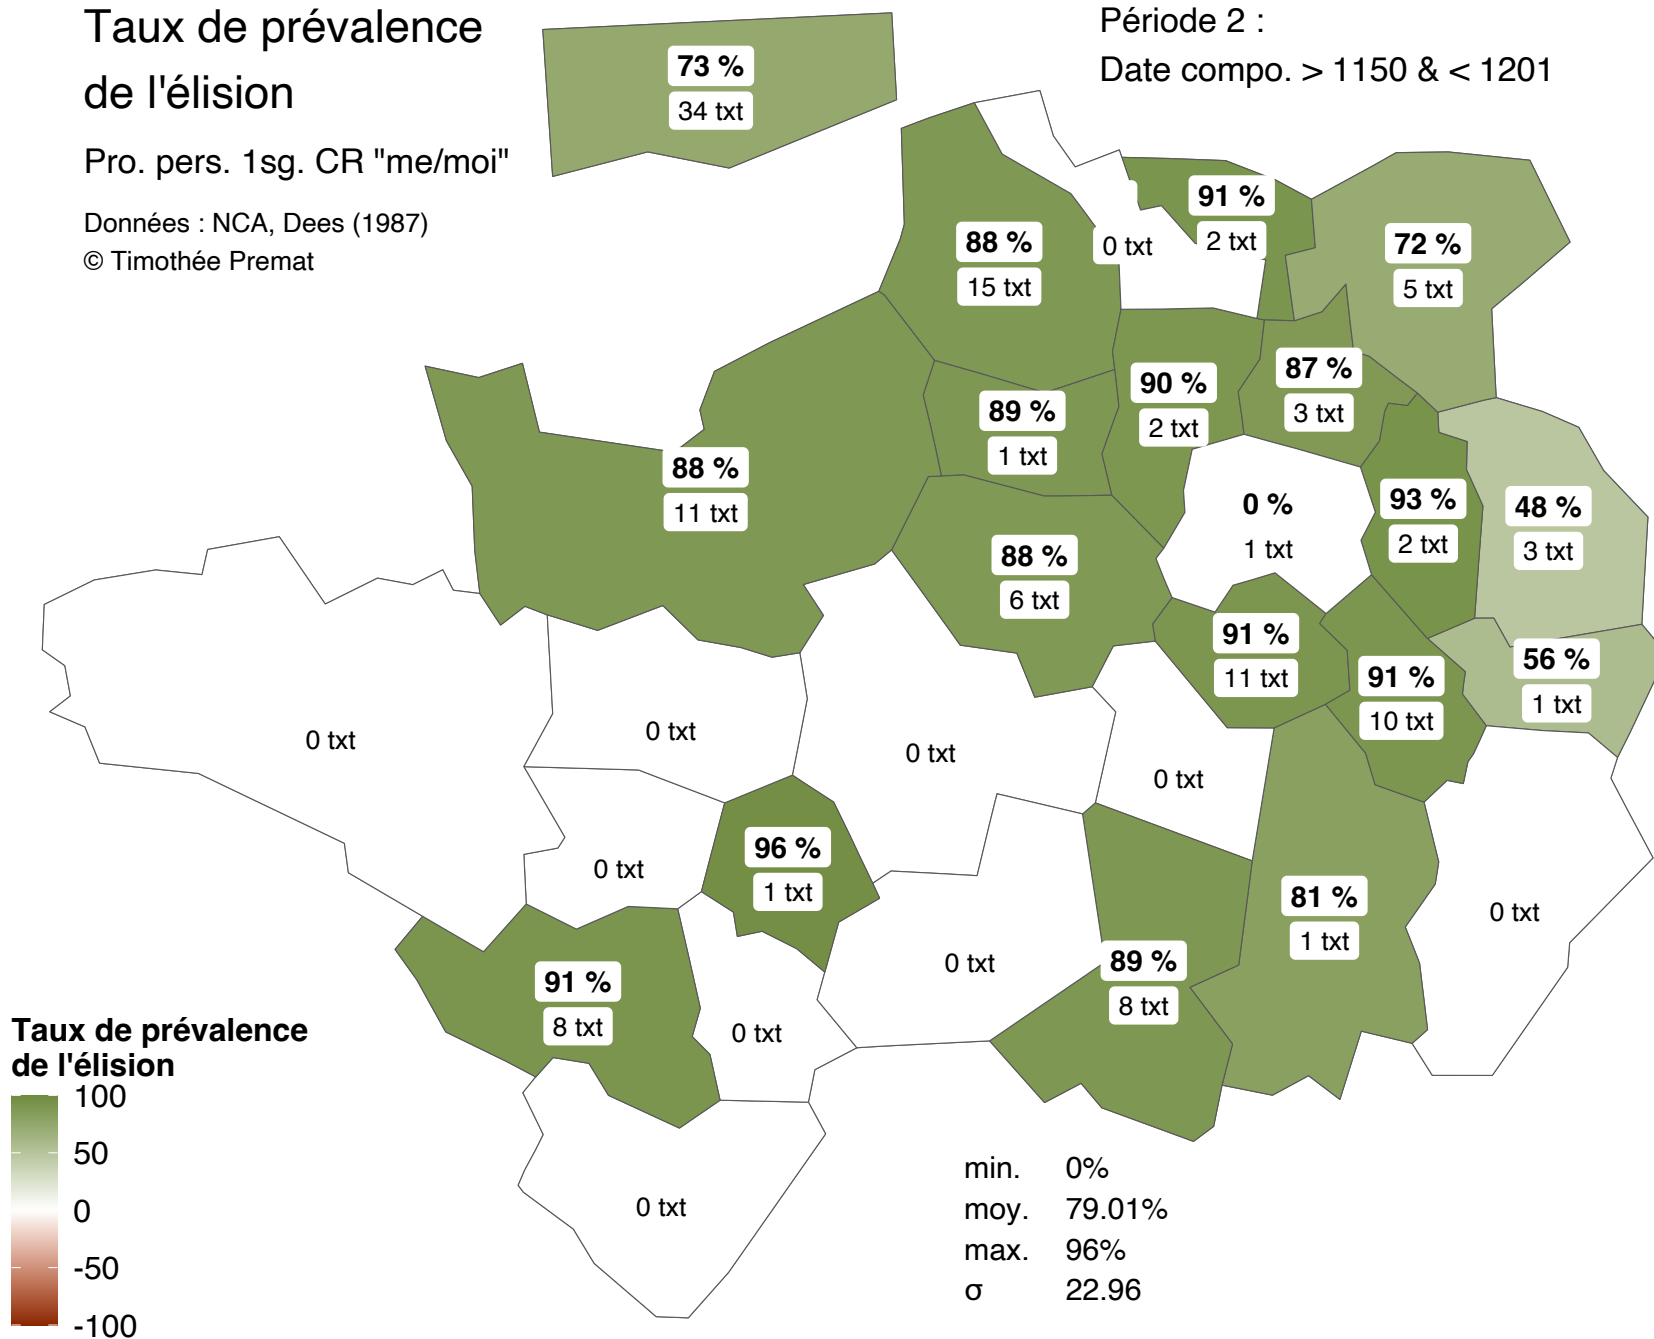 Taux de prévalence
de l'élision
Pro. pers. 1sg. CR "me/moi"
Données : NCA, Dees (1987)
© Timothée Premat
Période 2 :
Date compo. > 1150 & < 1201
73 %
34 txt
91 %
2 txt
88 %
15 txt
0 txt
72 %
5 txt
87 %
3 txt
90 %
2 txt
89 %
1 txt
88 %
11 txt
0 %
1 txt
93 %
2 txt
48 %
3 txt
88 %
6 txt
91 %
11 txt
56 %
1 txt
91 %
10 txt
0 txt
0 txt
0 txt
0 txt
96 %
1 txt
0 txt
81 %
1 txt
0 txt
0 txt
89 %
8 txt
91 %
8 txt
0 txt
0 txt
Taux de prévalence
de l'élision
100
50
0
-50
-100
min. 0%
moy. 79.01%
max. 96%
σ 22.96